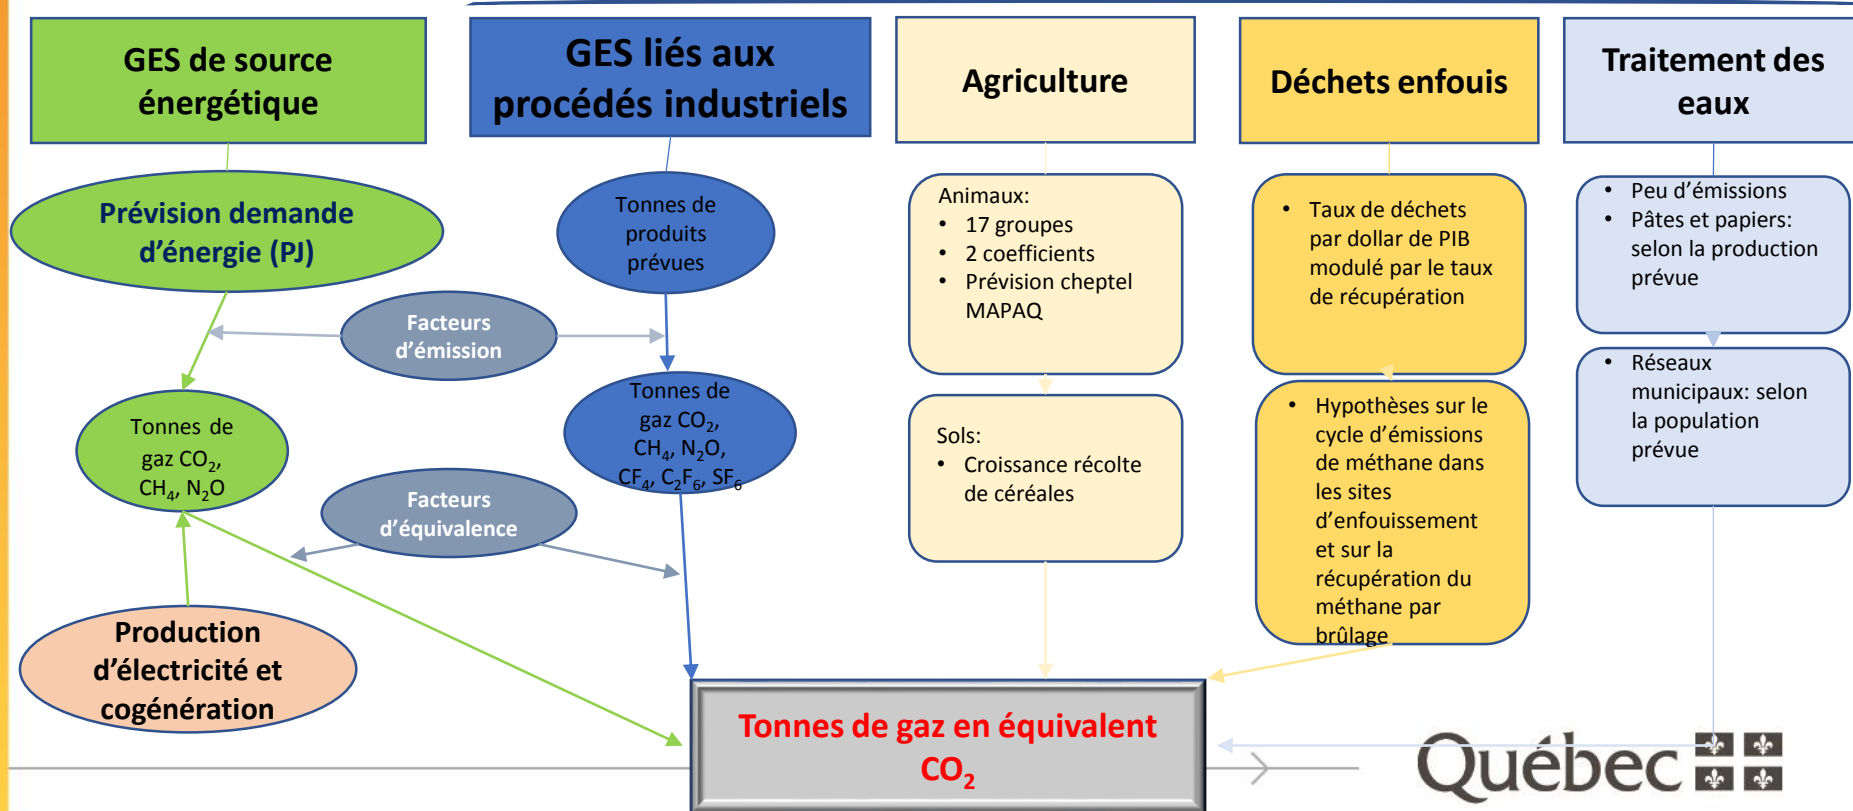 GES de source
énergétique
Prévision demande
d'énergie (PJ)
Tonnes de
gaz CO₂,
CH₄, N₂O
Production
d'électricité et
cogénération
Facteurs
d'émission
Facteurs
d'équivalence
GES liés aux
procédés industriels
Tonnes de
produits
prévues
Tonnes de
gaz CO₂,
CH₄, N₂O,
CF₄, C₂F₆, SF₆
Agriculture
Animaux:
• 17 groupes
• 2 coefficients
• Prévision cheptel
MAPAQ
Sols:
• Croissance récolte
de céréales
Déchets enfouis
• Taux de déchets
par dollar de PIB
modulé par le taux
de récupération
• Hypothèses sur le
cycle d'émissions
de méthane dans
les sites
d'enfouissement
et sur la
récupération du
méthane par
brûlage
Traitement des
eaux
• Peu d'émissions
• Pâtes et papiers:
selon la production
prévue
• Réseaux
municipaux: selon
la population
prévue
Tonnes de gaz en équivalent
CO₂
Québec